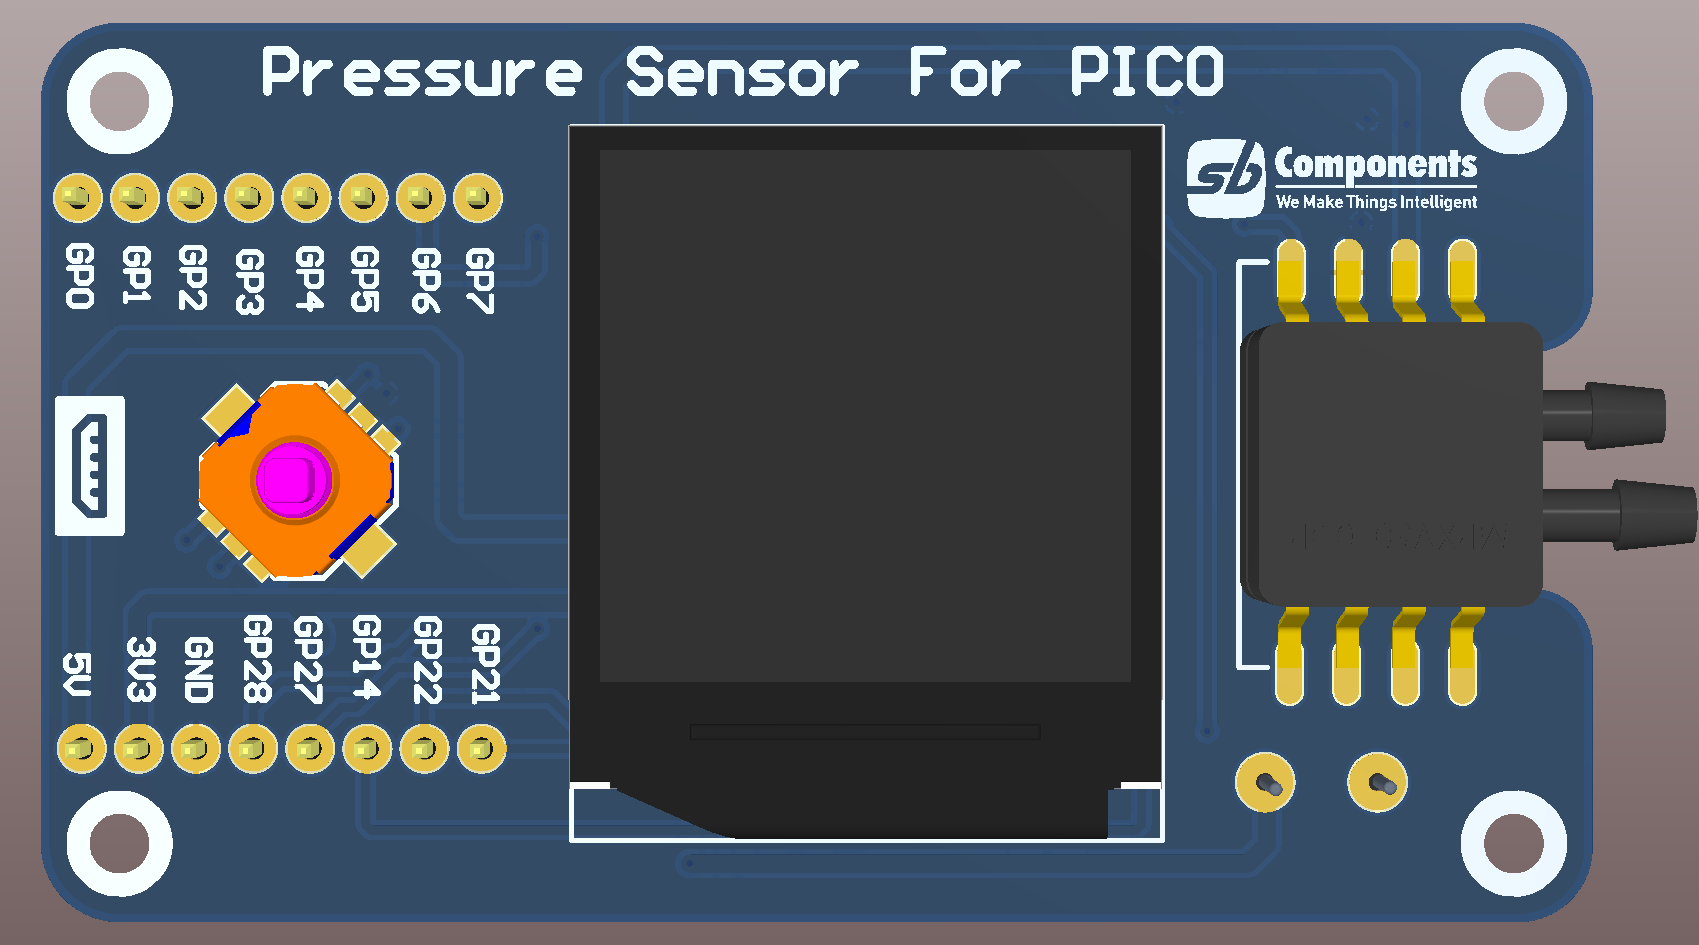 Pressure Sensor For PICO
sb Components
We Make Things Intelligent
GP0
GP1
GP2
GP3
GP4
GP5
GP6
GP7
5V
3V3
GND
GP28
GP27
GP14
GP22
GP21